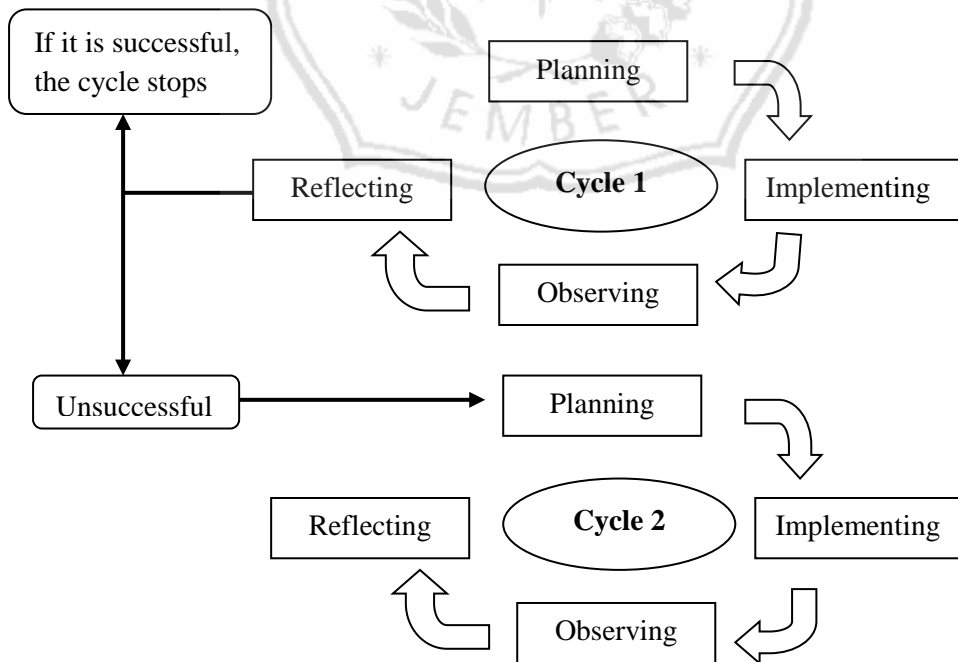 If it is successful,
the cycle stops
Planning
JEMBER
Reflecting
Cycle 1
Implementing
Observing
Unsuccessful
Planning
Reflecting
Cycle 2
Implementing
Observing